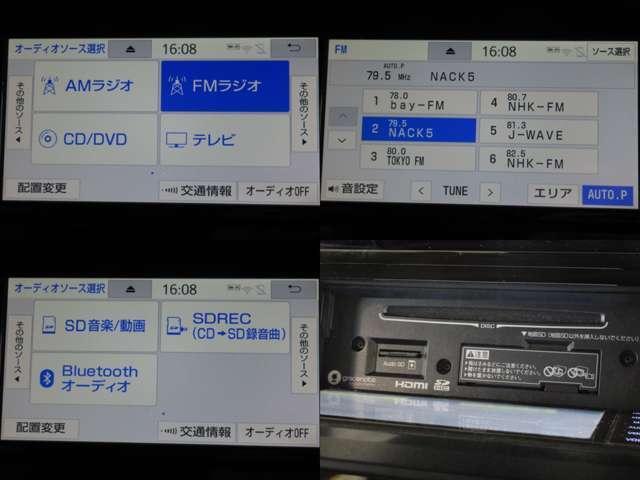 オーディオソース選択
16:08
その他のソース
AMラジオ
FMラジオ
CD/DVD
テレビ
その他のソース
配置変更
交通情報
オーディオOFF
FM
16:08
ソース選択
AUTO.P
79.5 MHz NACK5
1 78.0 bay-FM
4 80.7 NHK-FM
2 79.5 NACK5
5 81.3 J-WAVE
3 80.0 TOKYO FM
6 82.5 NHK-FM
音設定
TUNE
エリア
AUTO.P
オーディオソース選択
16:08
その他のソース
SD音楽/動画
SDREC
(CD➡SD録音曲)
Bluetooth
オーディオ
その他のソース
配置変更
交通情報
オーディオOFF
DISC
Audio SD
注意
gracenote
HDMI